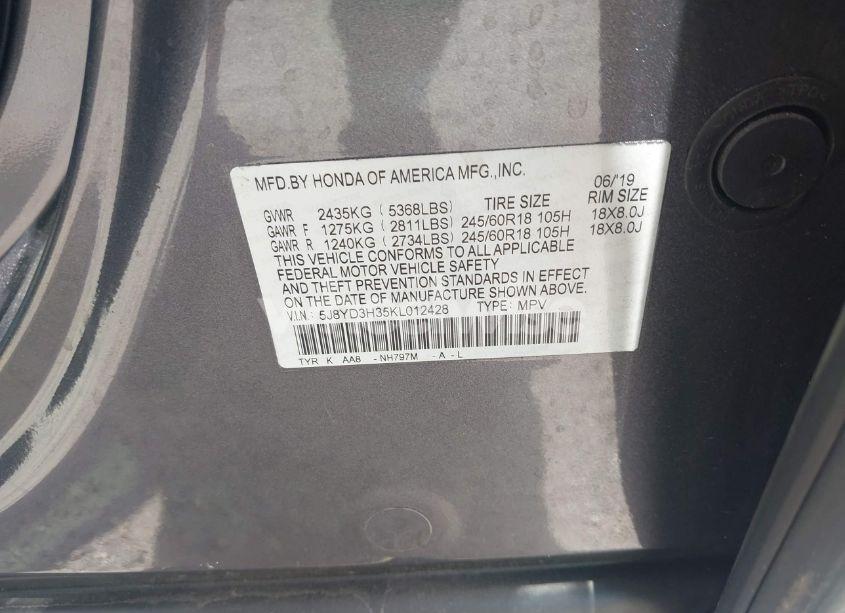 MFD.BY HONDA OF AMERICA MFG.,INC. 06/19
TIRE SIZE RIM SIZE
GVWR 2435KG ( 5368LBS)
GAWR F 1275KG ( 2811LBS) 245/60R18 105H 18X8.0J
GAWR R 1240KG ( 2734LBS) 245/60R18 105H 18X8.0J
THIS VEHICLE CONFORMS TO ALL APPLICABLE
FEDERAL MOTOR VEHICLE SAFETY
AND THEFT PREVENTION STANDARDS IN EFFECT
ON THE DATE OF MANUFACTURE SHOWN ABOVE.
V.I.N.: 5J8YD3H35KL012428 TYPE: MPV
TYR K AA8 -NH797M -A-L